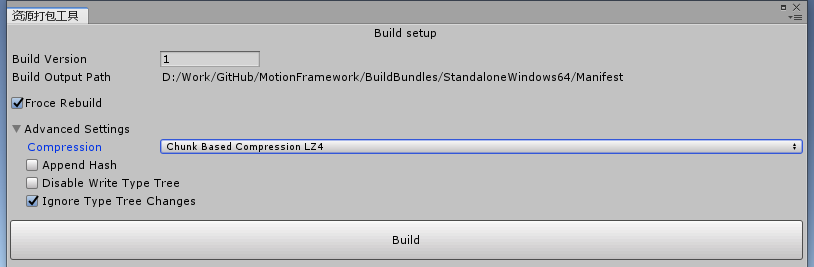 资源打包工具
Build setup
Build Version 1
Build Output Path D:/Work/GitHub/MotionFramework/BuildBundles/StandaloneWindows64/Manifest
Froce Rebuild
Advanced Settings
Compression Chunk Based Compression LZ4
Append Hash
Disable Write Type Tree
Ignore Type Tree Changes
Build